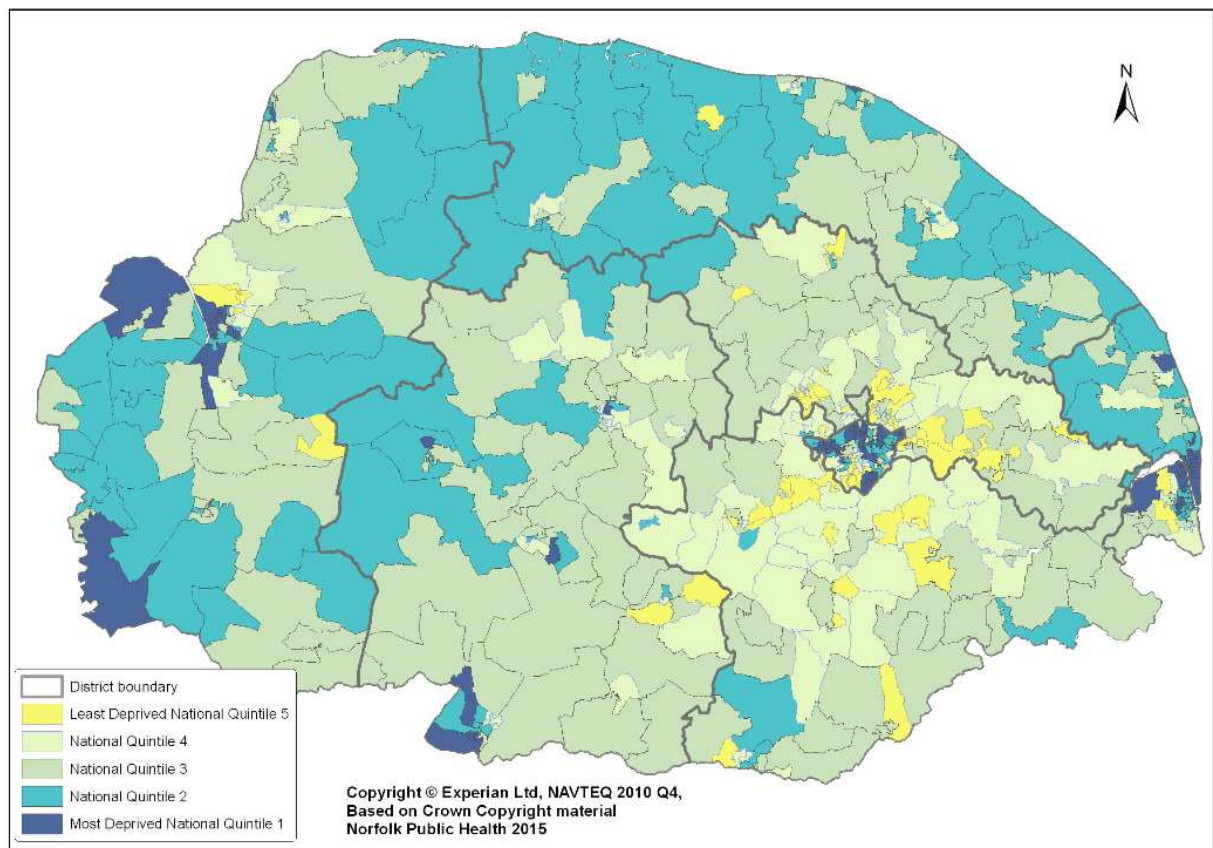 N
District boundary
Least Deprived National Quintile 5
National Quintile 4
National Quintile 3
National Quintile 2
Most Deprived National Quintile 1
Copyright © Experian Ltd, NAVTEQ 2010 Q4,
Based on Crown Copyright material
Norfolk Public Health 2015